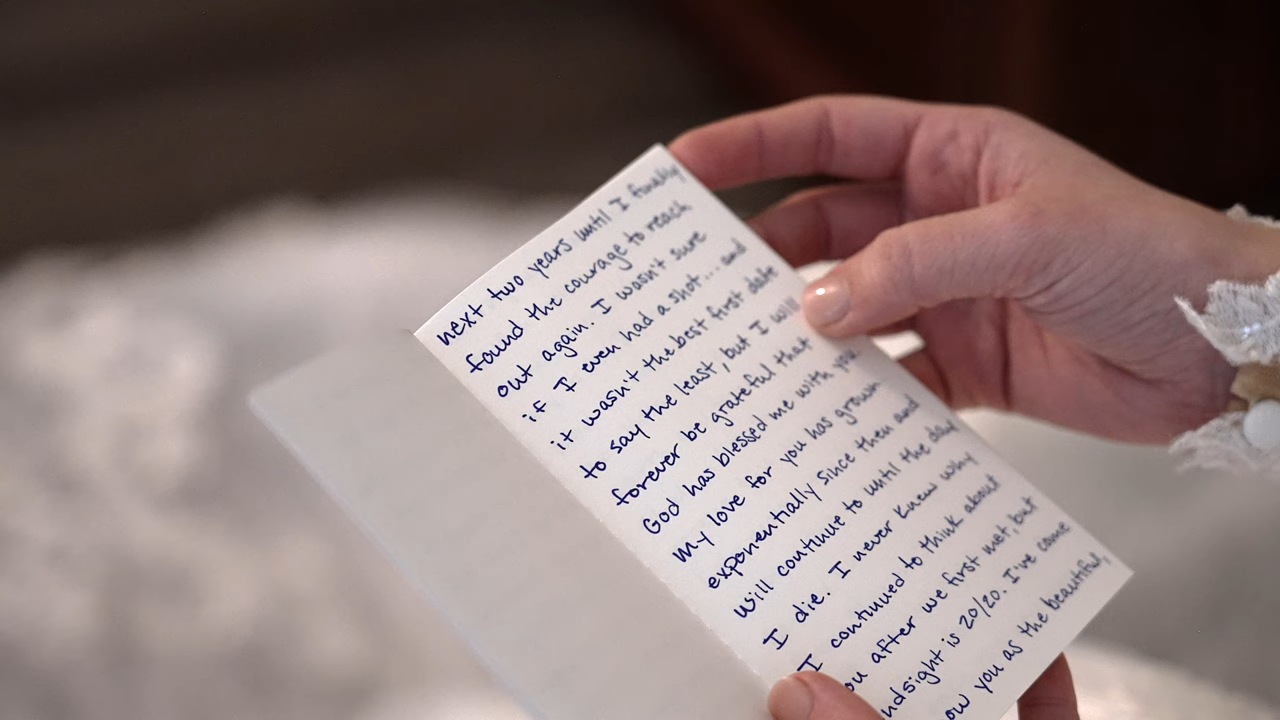 next two years until I finally
found the courage to reach
out again. I wasn't sure
if I even had a shot... and
it wasn't the best first date
to say the least, but I will
forever be grateful that
God has blessed me with you.
My love for you has grown
exponentially since then and
will continue to until the day
I die. I never knew why
I continued to think about
ou after we first met, but
ndsight is 20/20. I've come
ow you as the beautiful,